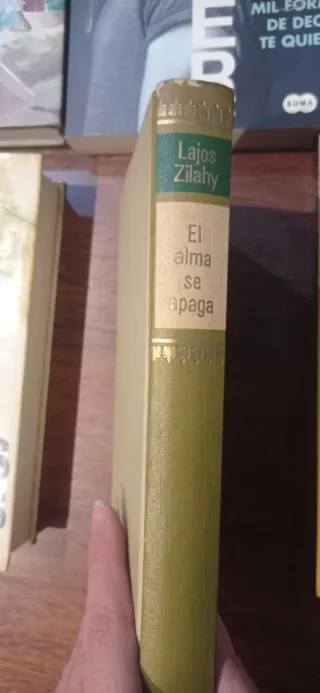 MIL FOR
DE DEC
TE QUIE
SUMA
Lajos
Zilahy
El
alma
se
apaga